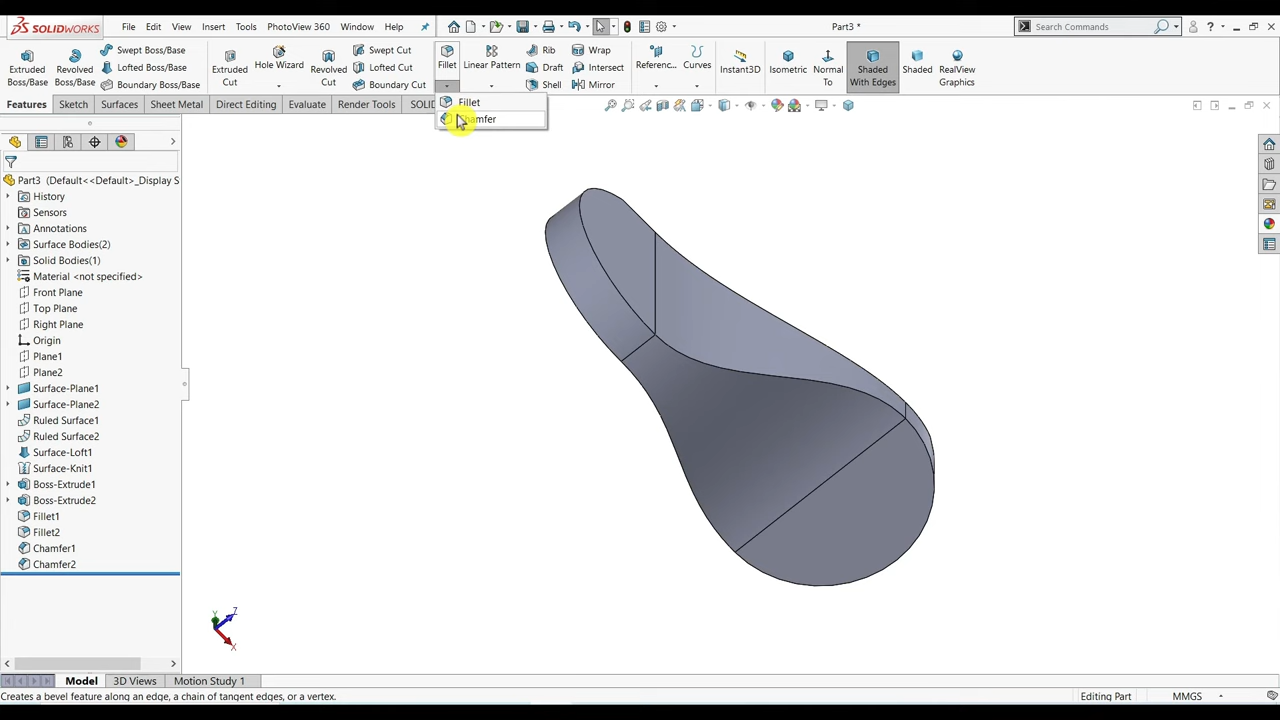 SOLIDWORKS
File Edit View Insert Tools PhotoView 360 Window Help
Part3 *
Search Commands
Extruded Boss/Base
Revolved Boss/Base
Swept Boss/Base
Lofted Boss/Base
Boundary Boss/Base
Extruded Cut
Hole Wizard
Revolved Cut
Swept Cut
Lofted Cut
Boundary Cut
Fillet
Linear Pattern
Rib
Draft
Shell
Wrap
Intersect
Mirror
Referenc...
Curves
Instant3D
Isometric
Normal To
Shaded With Edges
Shaded
RealView Graphics
Features Sketch Surfaces Sheet Metal Direct Editing Evaluate Render Tools SOLID
Fillet
Part3 (Default<<Default>_Display S
History
Sensors
Annotations
Surface Bodies(2)
Solid Bodies(1)
Material <not specified>
Front Plane
Top Plane
Right Plane
Origin
Plane1
Plane2
Surface-Plane1
Surface-Plane2
Ruled Surface1
Ruled Surface2
Surface-Loft1
Surface-Knit1
Boss-Extrude1
Boss-Extrude2
Fillet1
Fillet2
Chamfer1
Chamfer2
Y
Z
X
Model 3D Views Motion Study 1
Creates a bevel feature along an edge, a chain of tangent edges, or a vertex.
Editing Part
MMGS